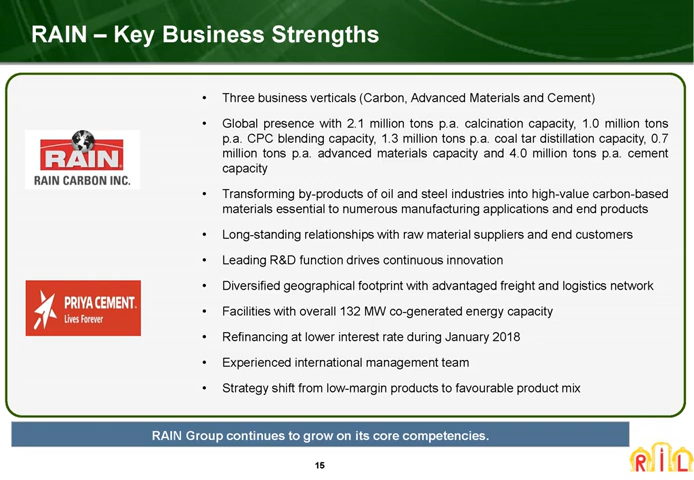 RAIN – Key Business Strengths
• Three business verticals (Carbon, Advanced Materials and Cement)
• Global presence with 2.1 million tons p.a. calcination capacity, 1.0 million tons
p.a. CPC blending capacity, 1.3 million tons p.a. coal tar distillation capacity, 0.7
million tons p.a. advanced materials capacity and 4.0 million tons p.a. cement
capacity
RAIN
RAIN CARBON INC.
• Transforming by-products of oil and steel industries into high-value carbon-based
materials essential to numerous manufacturing applications and end products
• Long-standing relationships with raw material suppliers and end customers
• Leading R&D function drives continuous innovation
• Diversified geographical footprint with advantaged freight and logistics network
PRIYA CEMENT
Lives Forever
• Facilities with overall 132 MW co-generated energy capacity
• Refinancing at lower interest rate during January 2018
• Experienced international management team
• Strategy shift from low-margin products to favourable product mix
RAIN Group continues to grow on its core competencies.
15
RIL